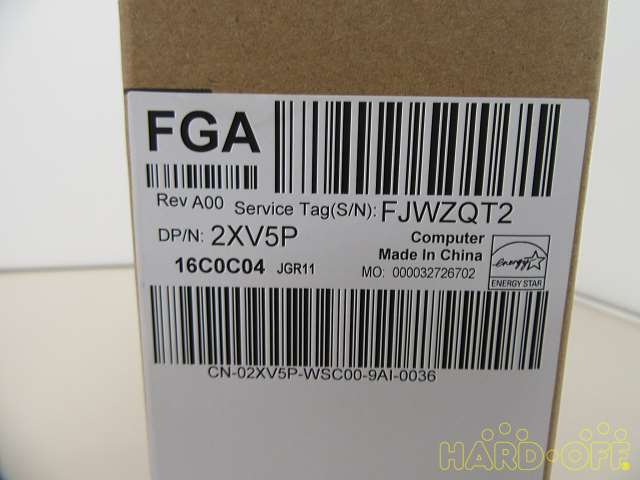 FGA
Rev A00 Service Tag(S/N): FJWZQT2
DP/N: 2XV5P
Computer
Made In China
16C0C04 JGR11
MO: 000032726702
energy
ENERGY STAR
CN-02XV5P-WSC00-9AI-0036
HARD-OFF